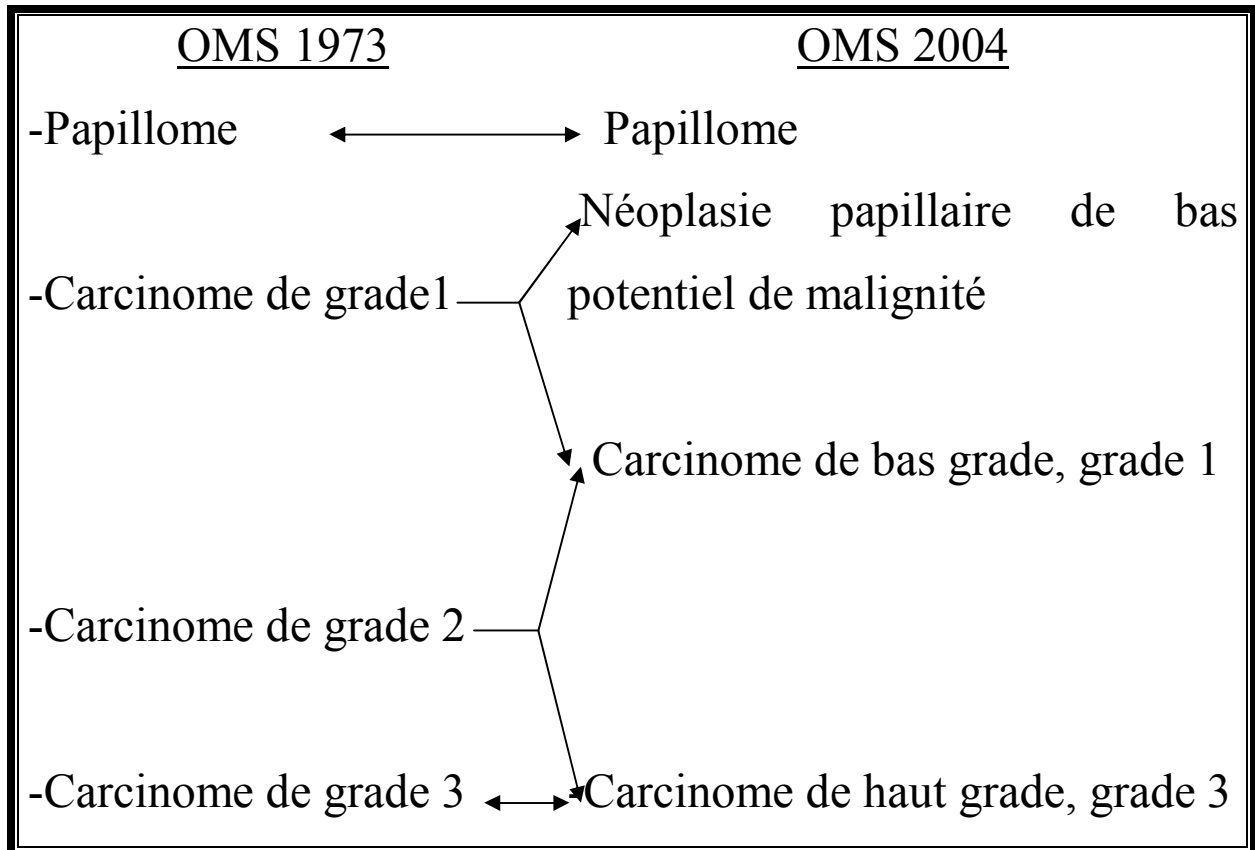 OMS 1973 OMS 2004
-Papillome Papillome
Néoplasie papillaire de bas
-Carcinome de grade1 potentiel de malignité
Carcinome de bas grade, grade 1
-Carcinome de grade 2
-Carcinome de grade 3 -Carcinome de haut grade, grade 3